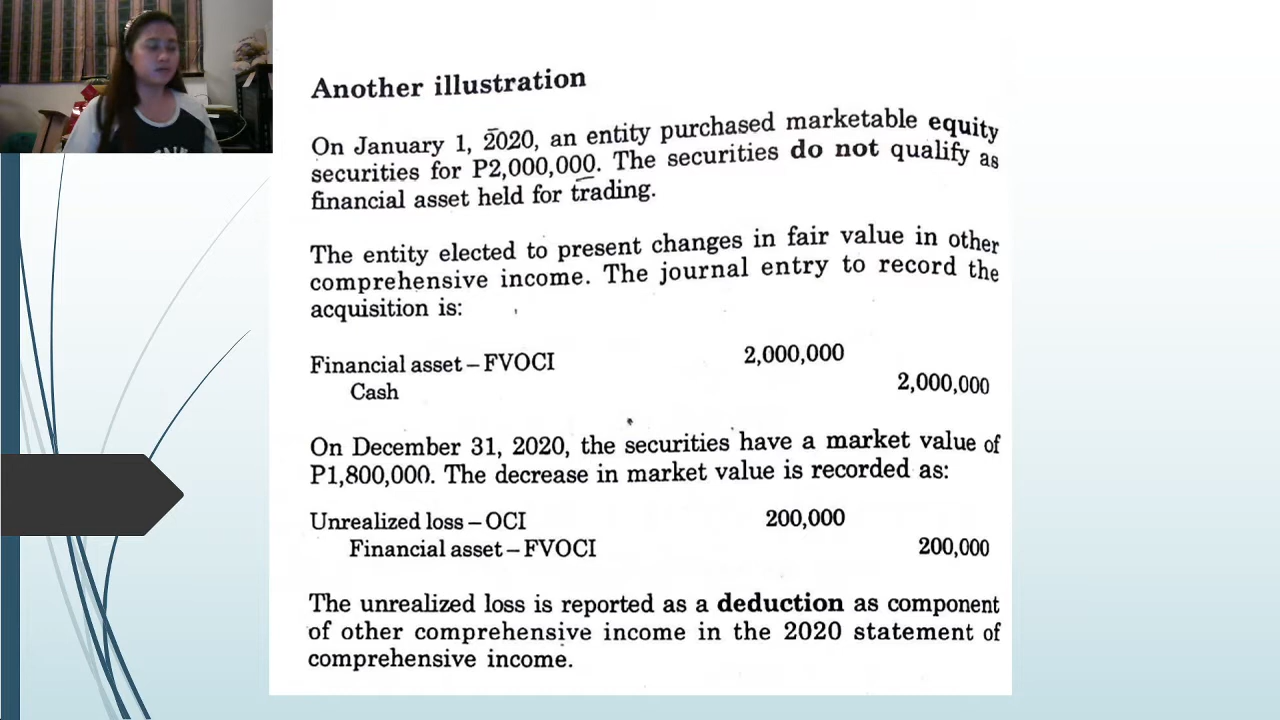 Another illustration
On January 1, 2020, an entity purchased marketable equity
securities for P2,000,000. The securities do not qualify as
financial asset held for trading.
The entity elected to present changes in fair value in other
comprehensive income. The journal entry to record the
acquisition is:
Financial asset – FVOCI 2,000,000
Cash 2,000,000
On December 31, 2020, the securities have a market value of
P1,800,000. The decrease in market value is recorded as:
Unrealized loss – OCI 200,000
Financial asset – FVOCI 200,000
The unrealized loss is reported as a deduction as component
of other comprehensive income in the 2020 statement of
comprehensive income.